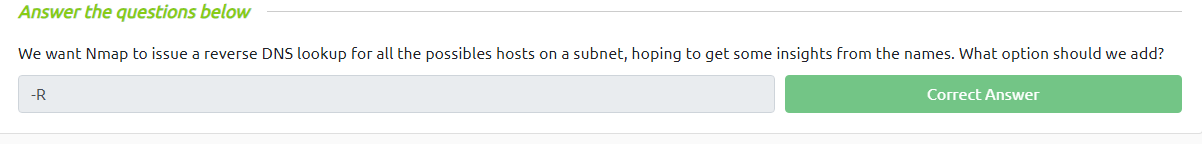 Answer the questions below
We want Nmap to issue a reverse DNS lookup for all the possibles hosts on a subnet, hoping to get some insights from the names. What option should we add?
-R
Correct Answer